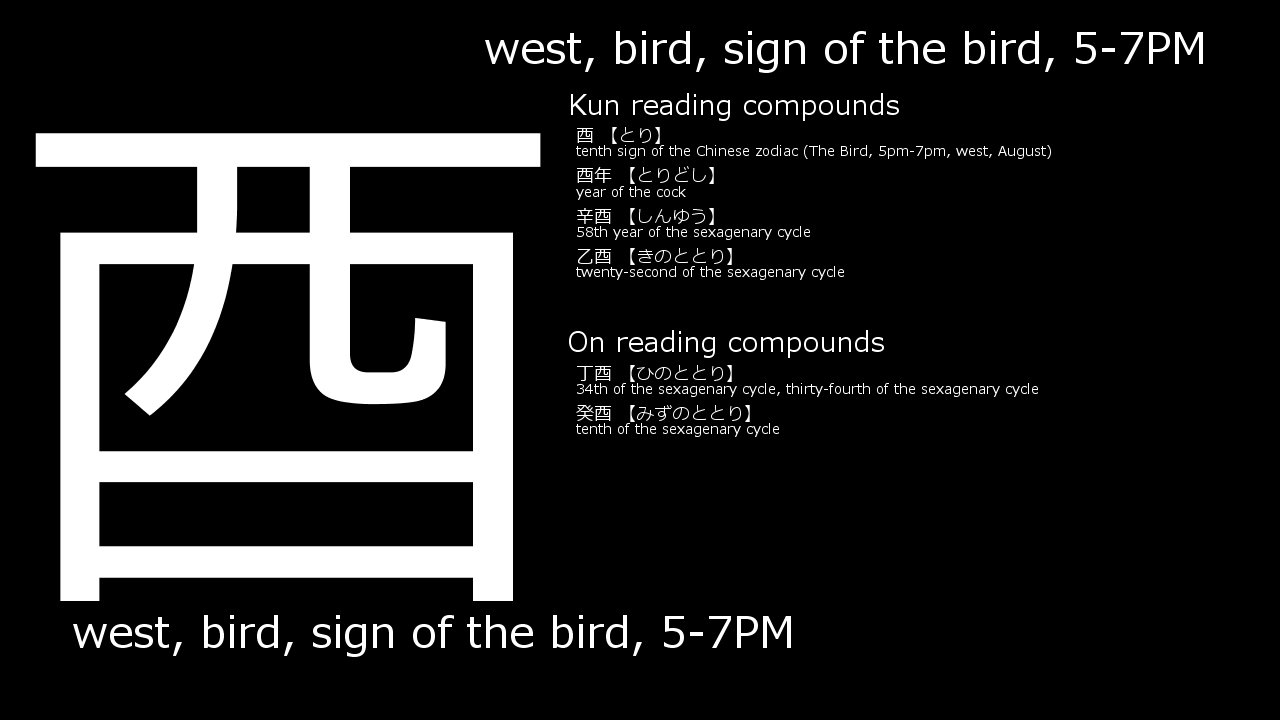 west, bird, sign of the bird, 5-7PM
酉
Kun reading compounds
酉 【とり】
tenth sign of the Chinese zodiac (The Bird, 5pm-7pm, west, August)
酉年 【とりどし】
year of the cock
辛酉 【しんゆう】
58th year of the sexagenary cycle
乙酉 【きのととり】
twenty-second of the sexagenary cycle
On reading compounds
丁酉 【ひのととり】
34th of the sexagenary cycle, thirty-fourth of the sexagenary cycle
癸酉 【みずのととり】
tenth of the sexagenary cycle
west, bird, sign of the bird, 5-7PM